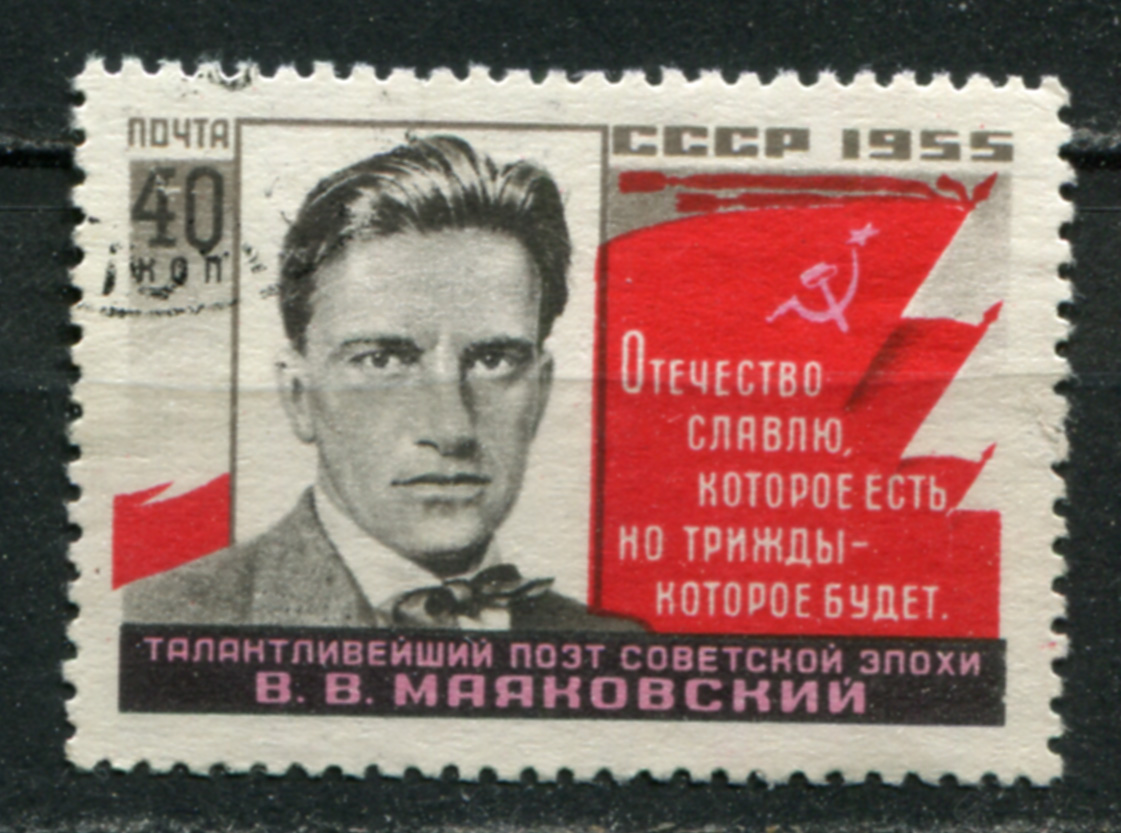 ПОЧТА
СССР 1955
40
КОП
ОТЕЧЕСТВО
СЛАВЛЮ,
КОТОРОЕ ЕСТЬ,
НО ТРИЖДЫ-
КОТОРОЕ БУДЕТ.
ТАЛАНТЛИВЕЙШИЙ ПОЭТ СОВЕТСКОЙ ЭПОХИ
В. В. МАЯКОВСКИЙ